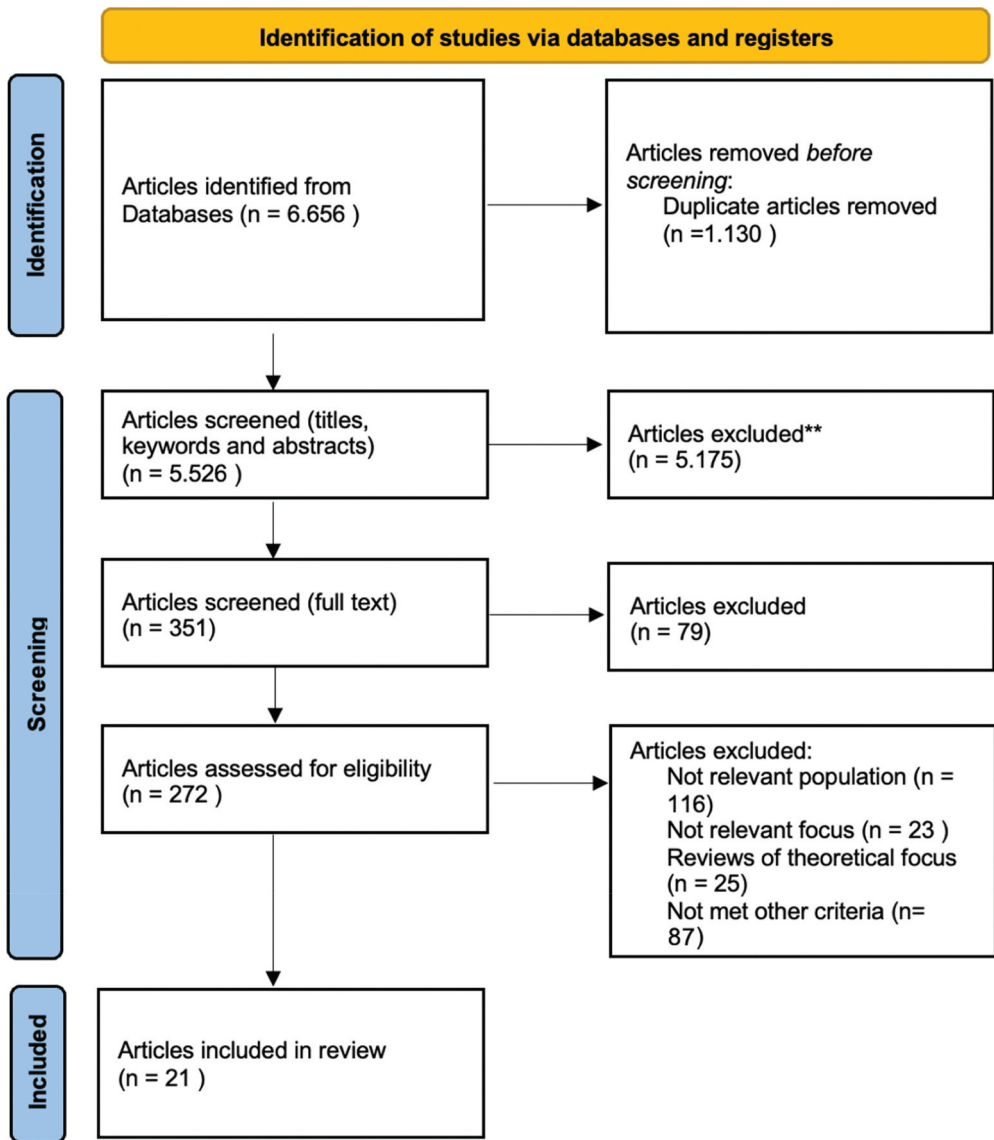 Identification of studies via databases and registers
Identification
Articles identified from
Databases (n = 6.656 )
Articles removed before
screening:
Duplicate articles removed
(n =1.130 )
Screening
Articles screened (titles,
keywords and abstracts)
(n = 5.526 )
Articles excluded**
(n = 5.175)
Articles screened (full text)
(n = 351)
Articles excluded
(n = 79)
Articles assessed for eligibility
(n = 272 )
Articles excluded:
Not relevant population (n =
116)
Not relevant focus (n = 23 )
Reviews of theoretical focus
(n = 25)
Not met other criteria (n=
87)
Included
Articles included in review
(n = 21 )